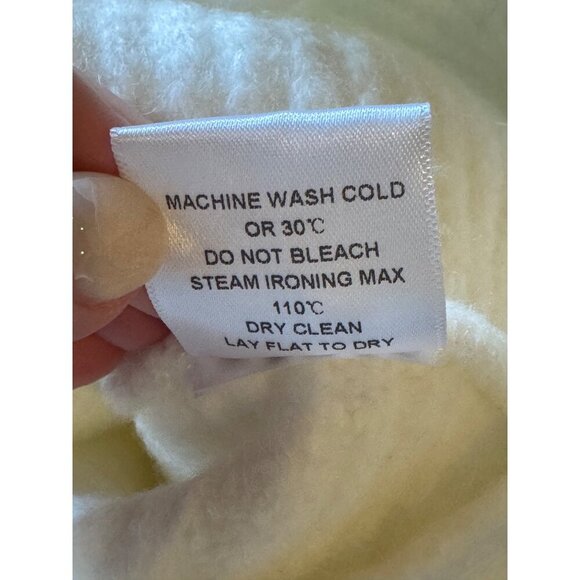 MACHINE WASH COLD
OR 30℃
DO NOT BLEACH
STEAM IRONING MAX
110℃
DRY CLEAN
LAY FLAT TO DRY